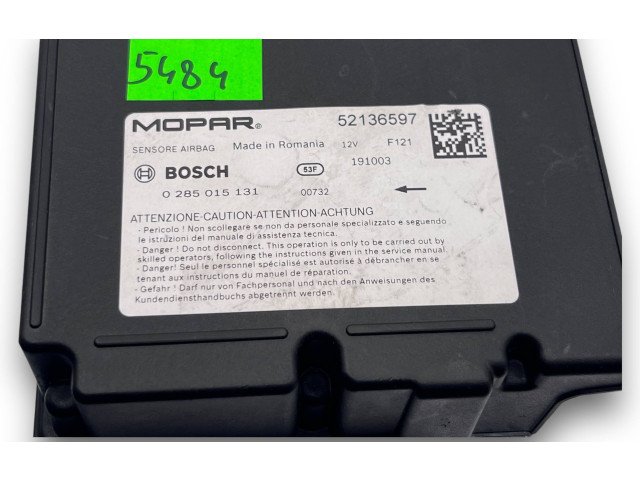 5484
MOPAR® 52136597
SENSORE AIRBAG Made in Romania 12V F121
BOSCH 53F 191003
0 285 015 131 00732
ATTENZIONE-CAUTION-ATTENTION-ACHTUNG
- Pericolo ! Non scollegare se non da personale specializzato e seguendo
le istruzioni del manuale di assistenza tecnica.
- Danger ! Do not disconnect. This operation is only to be carried out by
skilled operators, following the instructions given in the service manual.
- Danger! Seul le personnel spécialisé est autorisé à débrancher en se
tenant aux instructions du manuel de réparation.
- Gefahr ! Darf nur von Fachpersonal und nach den Anweisungen des
Kundendiensthandbuchs abgetrennt werden.